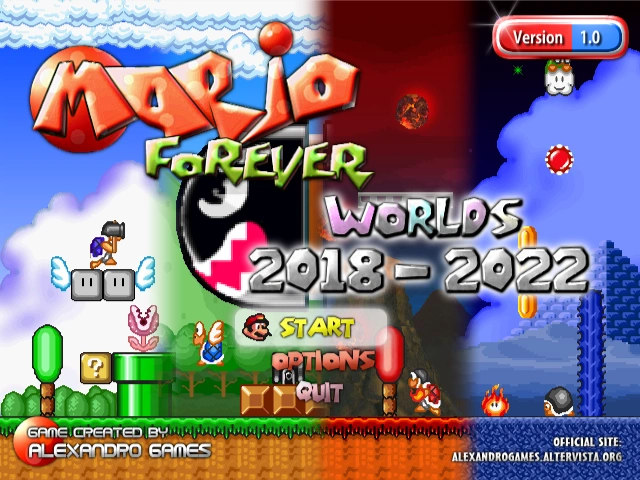 MARIO
FOREVER
Version 1.0
WORLDS
2018 - 2022
START
OPTIONS
QUIT
?
GAME CREATED BY
ALEXANDRO GAMES
OFFICIAL SITE:
ALEXANDROGAMES.ALTERVISTA.ORG